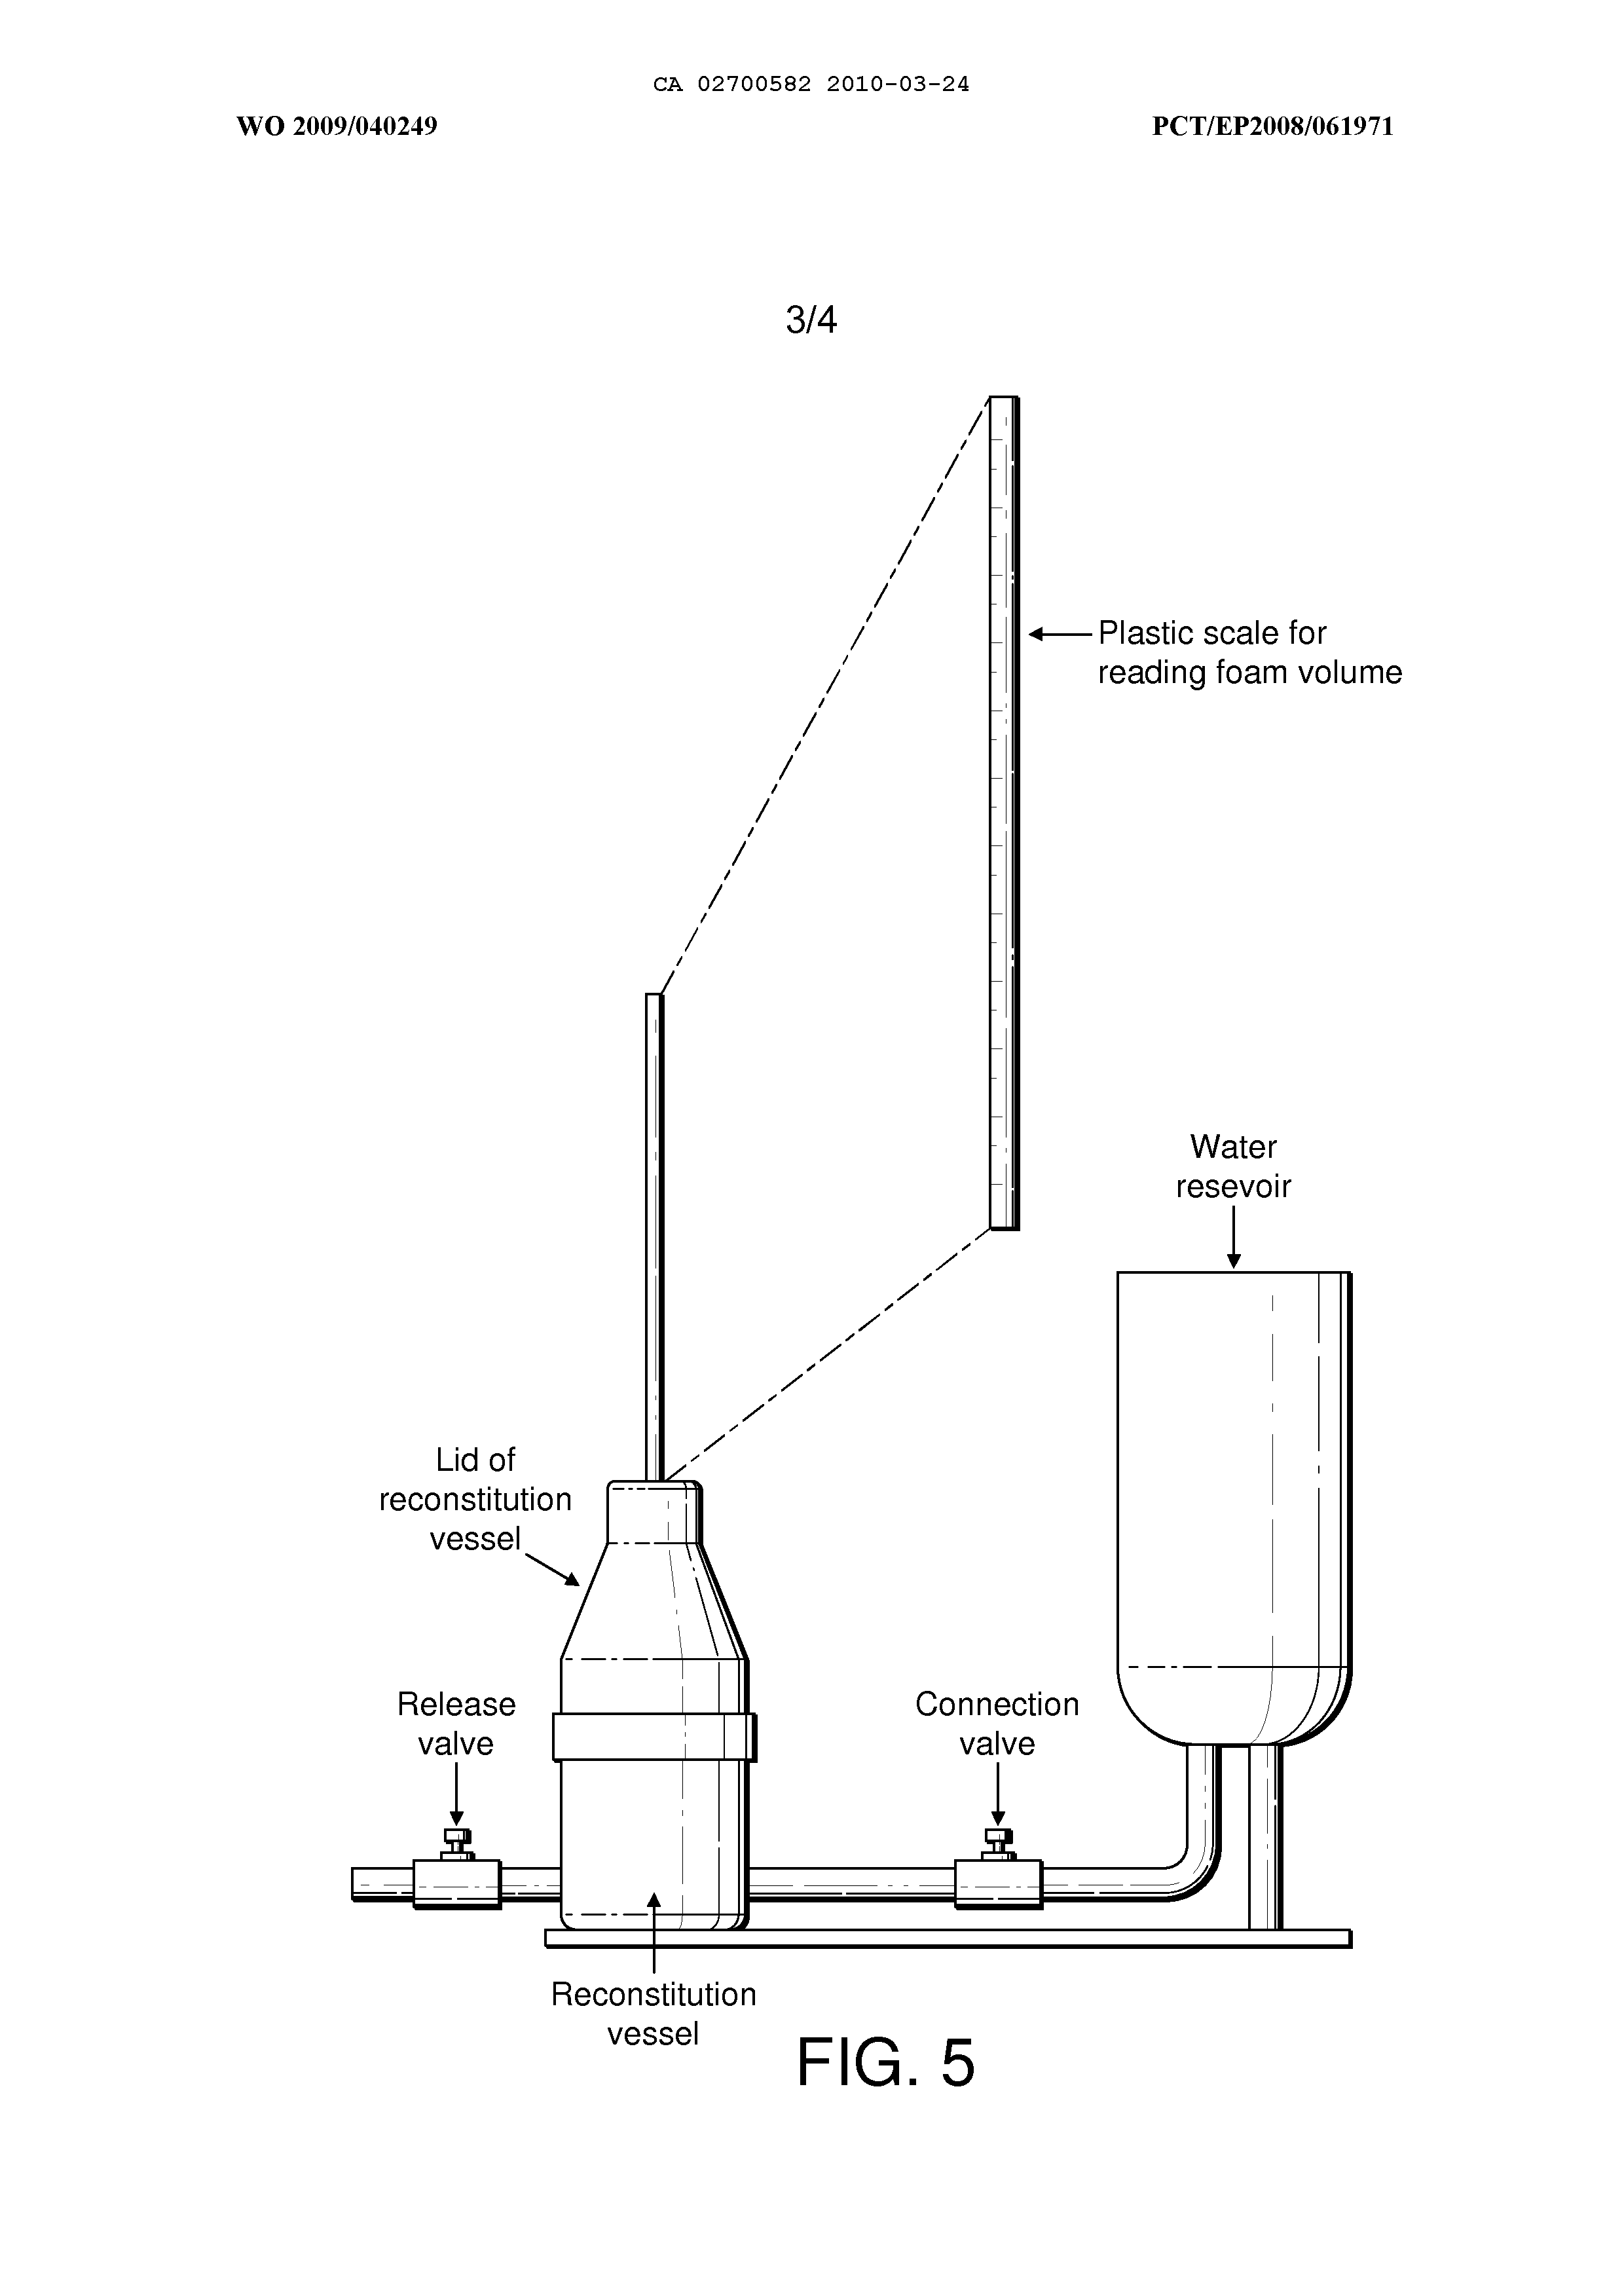 CA 02700582 2010-03-24
WO 2009/040249
PCT/EP2008/061971
3/4
Plastic scale for
reading foam volume
Water
resevoir
Lid of
reconstitution
vessel
Release
valve
Connection
valve
Reconstitution
vessel
FIG. 5